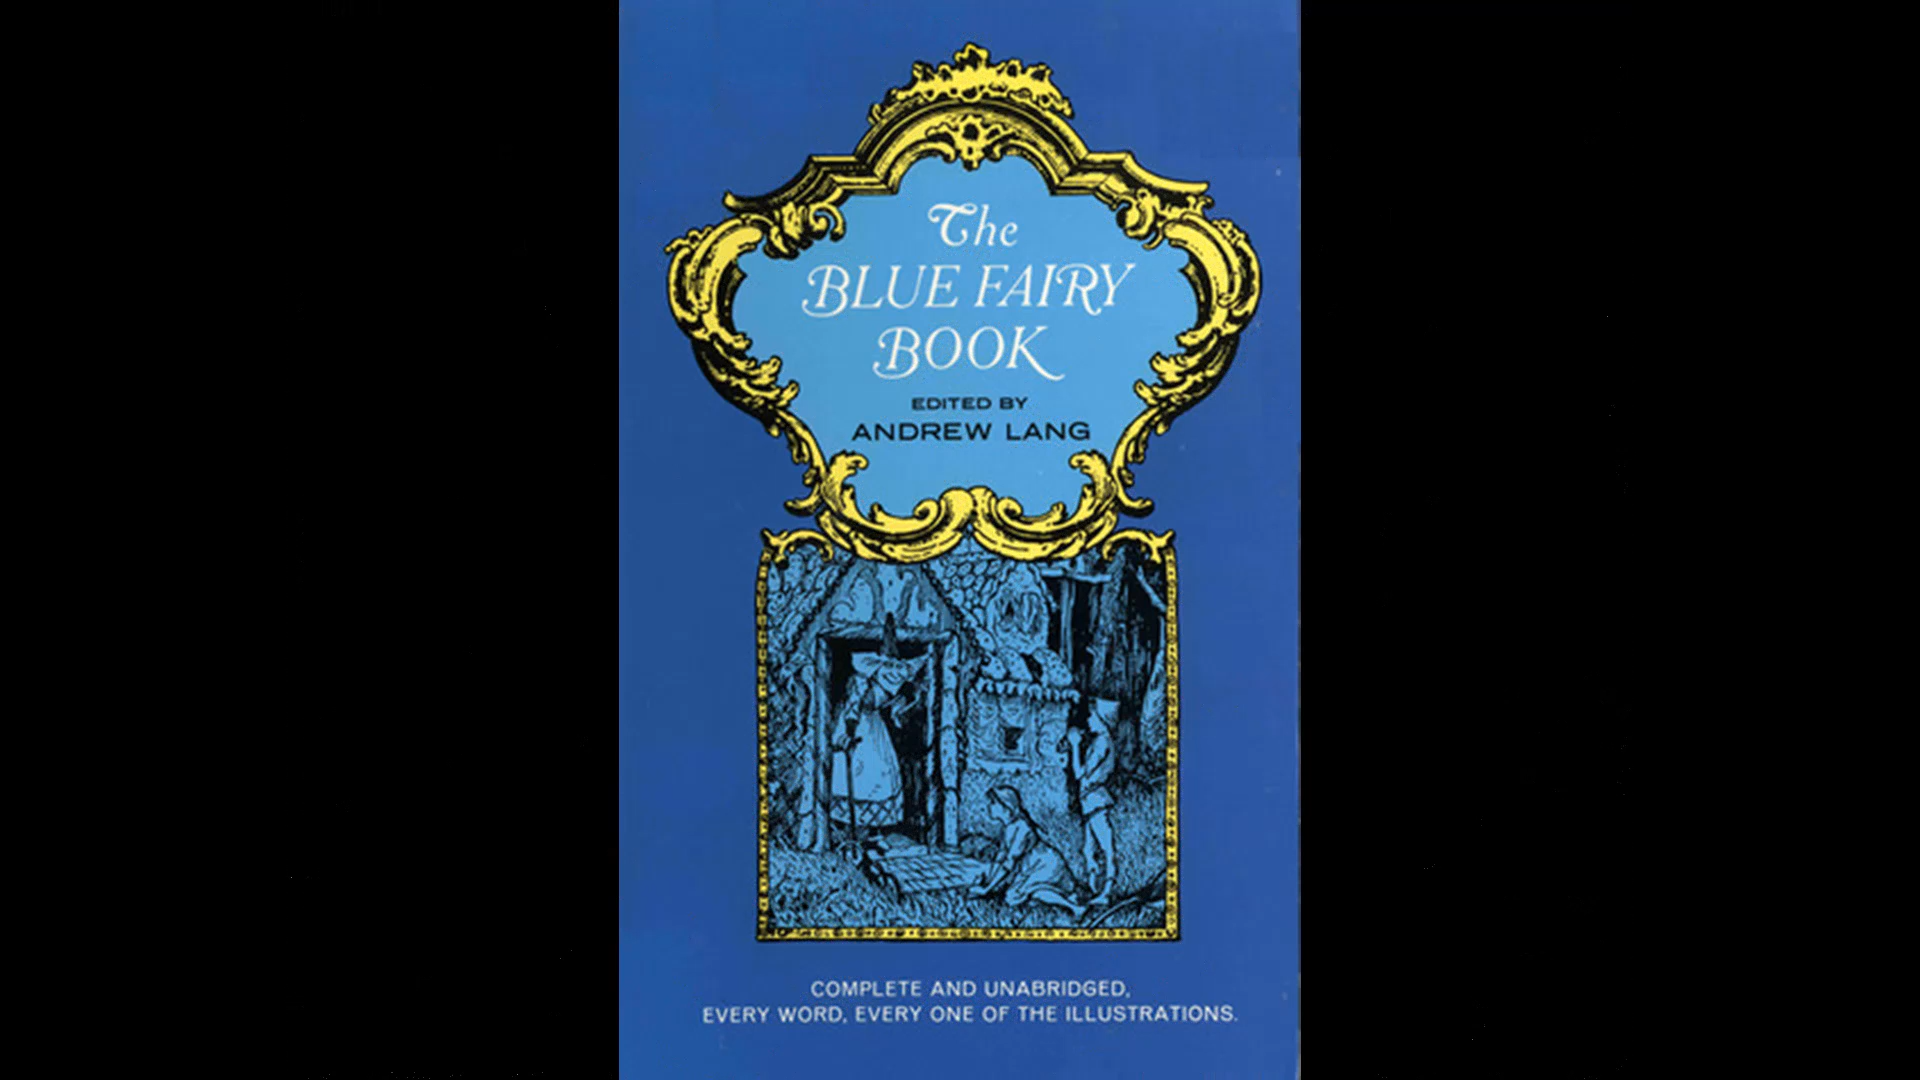 The
BLUE FAIRY
BOOK
EDITED BY
ANDREW LANG
COMPLETE AND UNABRIDGED,
EVERY WORD, EVERY ONE OF THE ILLUSTRATIONS.